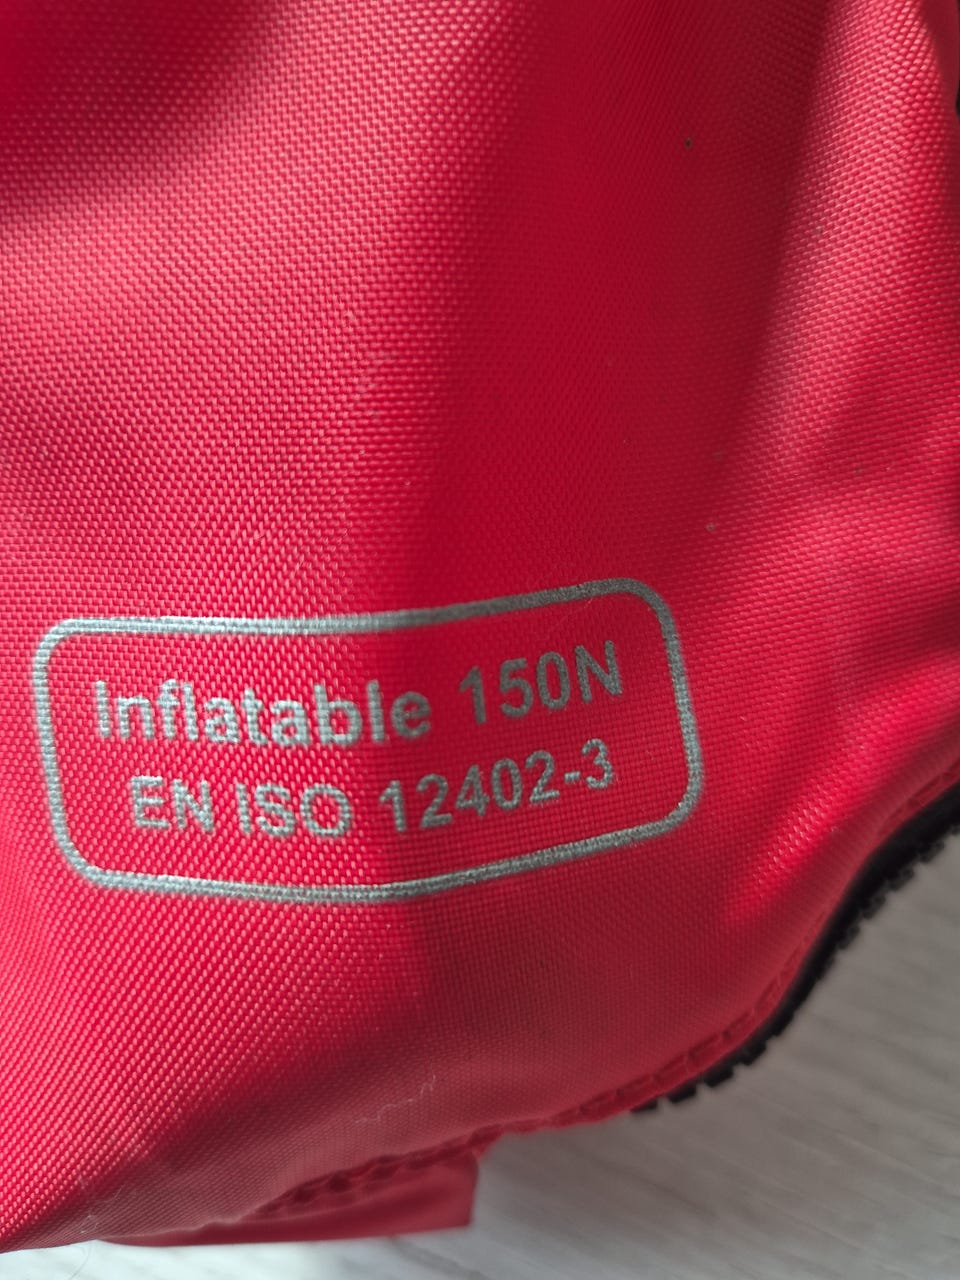 Inflatable 150N
EN ISO 12402-3